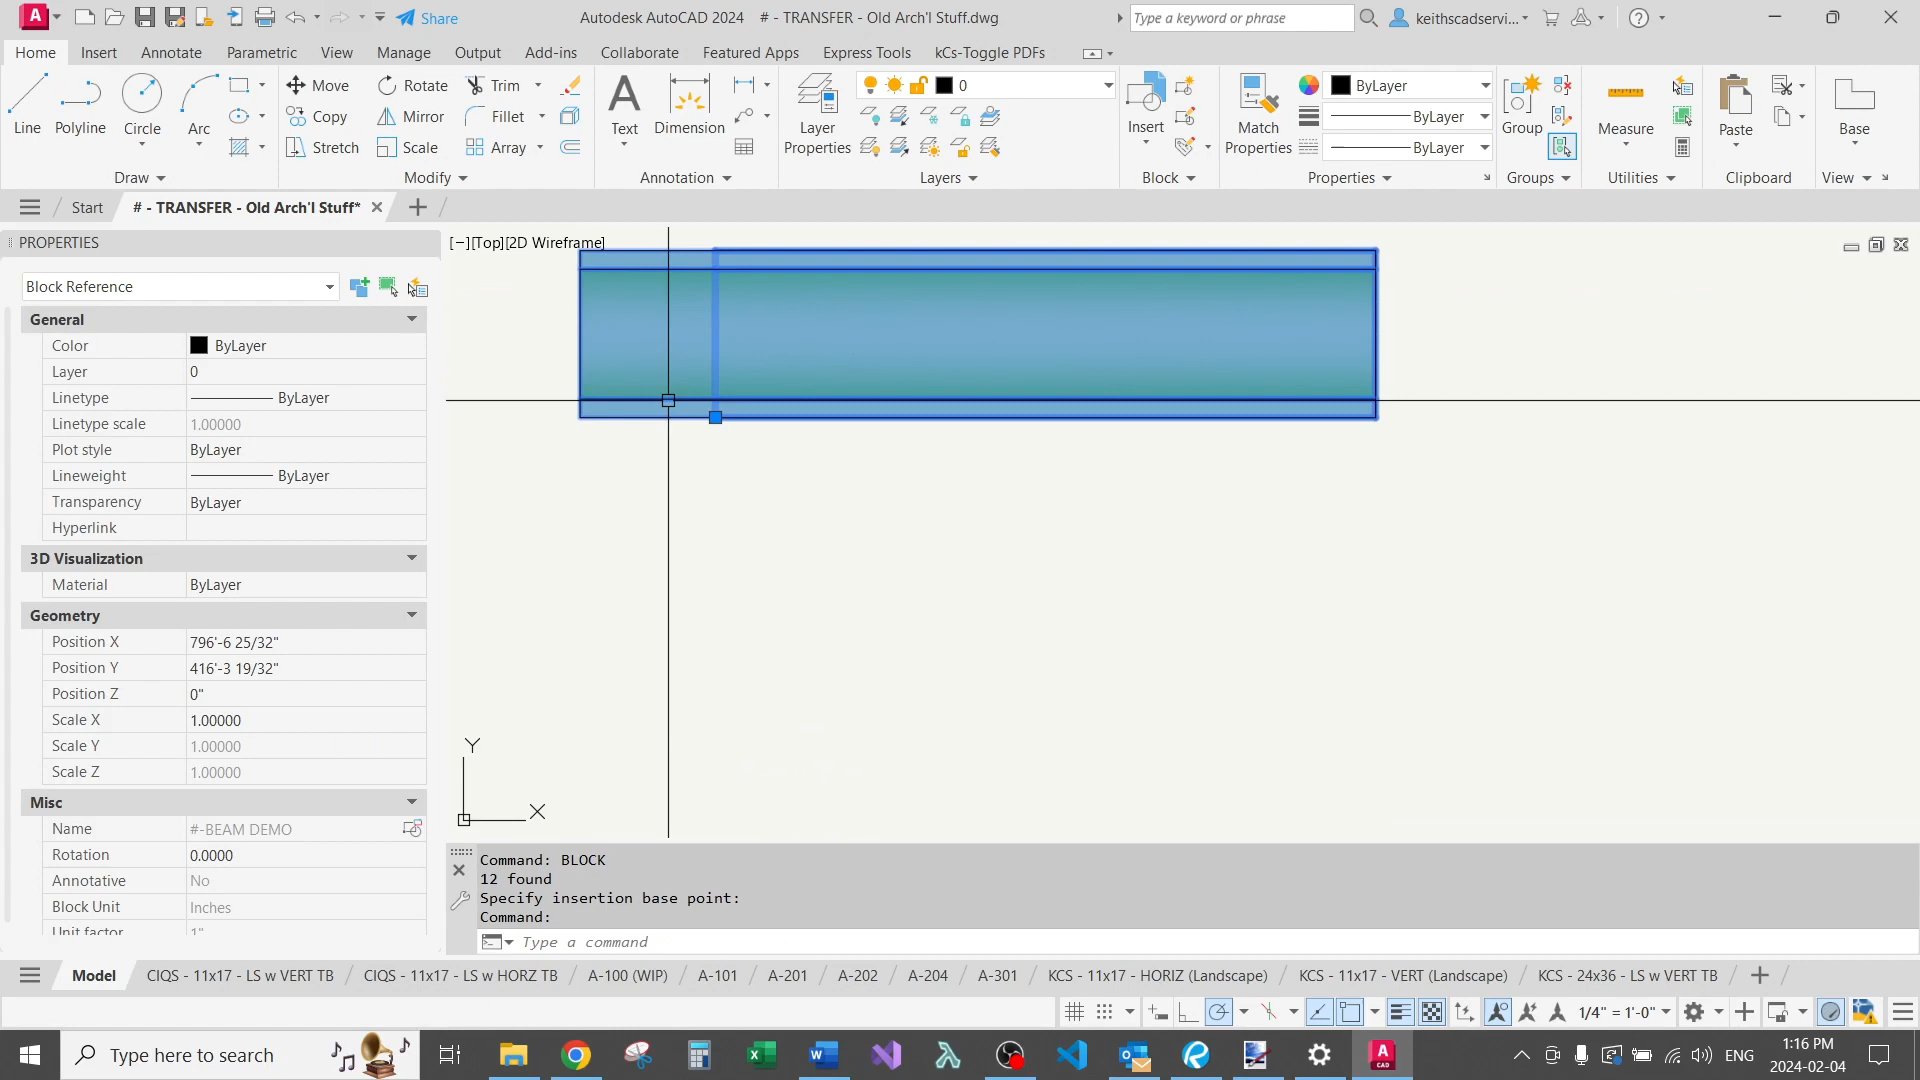 Share
Autodesk AutoCAD 2024 # - TRANSFER - Old Arch'l Stuff.dwg
Type a keyword or phrase
keithscadservi...
Home Insert Annotate Parametric View Manage Output Add-ins Collaborate Featured Apps Express Tools kCs-Toggle PDFs
Line Polyline Circle Arc
Move Rotate Trim
Copy Mirror Fillet
Stretch Scale Array
Text Dimension
Layer Properties
0
Insert
Match Properties
ByLayer
ByLayer
ByLayer
Group Measure Paste Base
Draw Modify Annotation Layers Block Properties Groups Utilities Clipboard View
Start # - TRANSFER - Old Arch'l Stuff*
PROPERTIES
[−][Top][2D Wireframe]
Block Reference
General
Color ByLayer
Layer 0
Linetype ByLayer
Linetype scale 1.00000
Plot style ByLayer
Lineweight ByLayer
Transparency ByLayer
Hyperlink
3D Visualization
Material ByLayer
Geometry
Position X 796'-6 25/32"
Position Y 416'-3 19/32"
Position Z 0"
Scale X 1.00000
Scale Y 1.00000
Scale Z 1.00000
Misc
Name #-BEAM DEMO
Rotation 0.0000
Annotative No
Block Unit Inches
Unit factor 1"
Y
X
Command: BLOCK
12 found
Specify insertion base point:
Command:
Type a command
Model CIQS - 11x17 - LS w VERT TB CIQS - 11x17 - LS w HORZ TB A-100 (WIP) A-101 A-201 A-202 A-204 A-301 KCS - 11x17 - HORIZ (Landscape) KCS - 11x17 - VERT (Landscape) KCS - 24x36 - LS w VERT TB
1/4" = 1'-0"
Type here to search
ENG
1:16 PM
2024-02-04